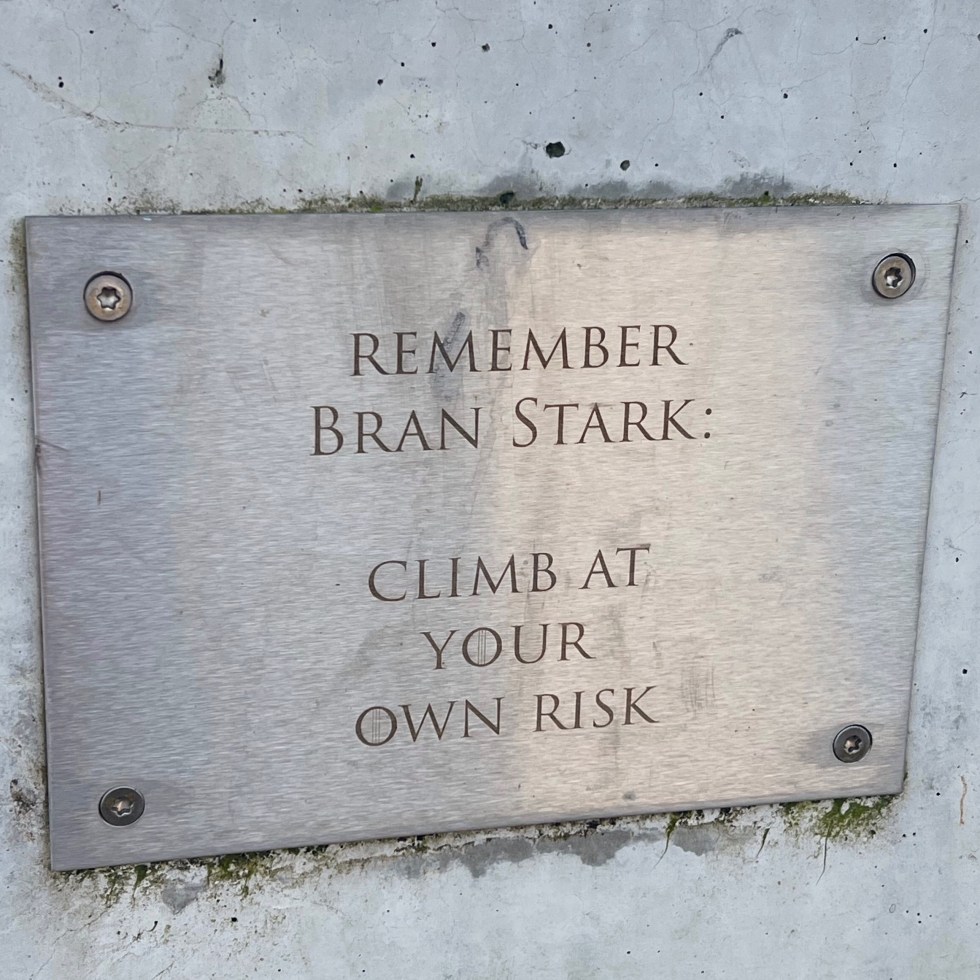 REMEMBER
BRAN STARK:
CLIMB AT
YOUR
OWN RISK